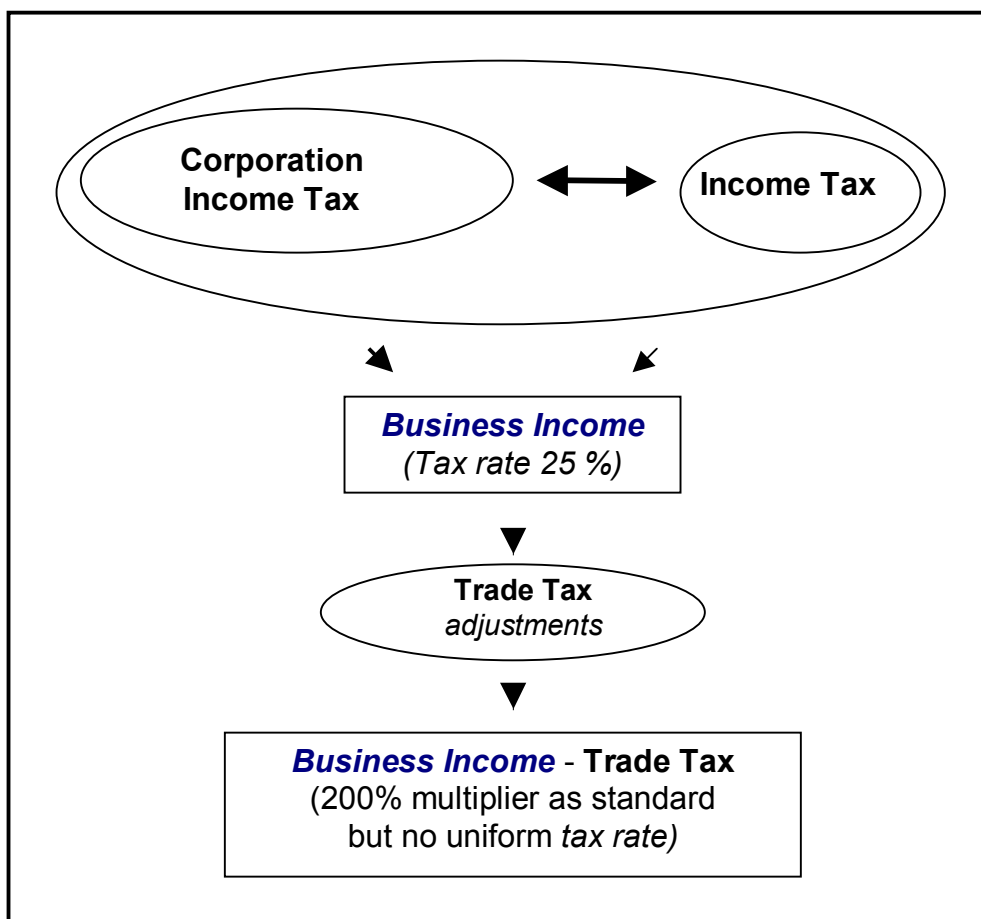 Corporation
Income Tax
Income Tax
Business Income
(Tax rate 25 %)
Trade Tax
adjustments
Business Income - Trade Tax
(200% multiplier as standard
but no uniform tax rate)